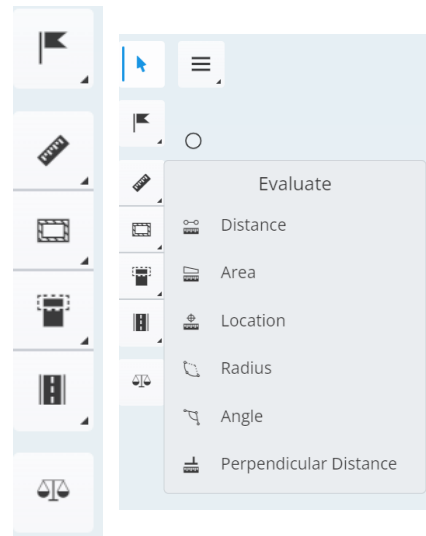 Evaluate
Distance
Area
Location
Radius
Angle
Perpendicular Distance